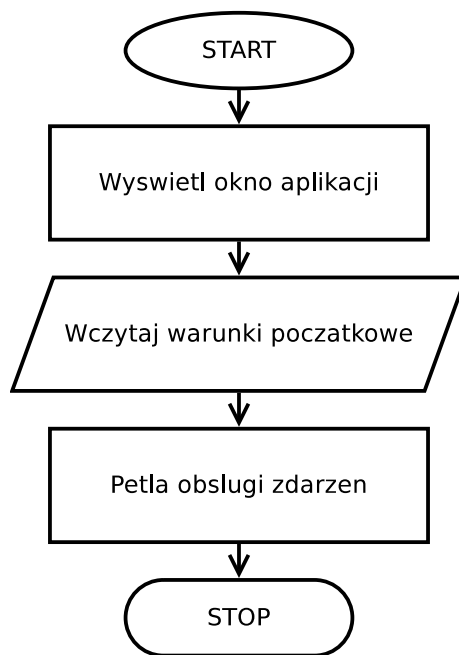 START
Wyswietl okno aplikacji
Wczytaj warunki poczatkowe
Petla obslugi zdarzen
STOP